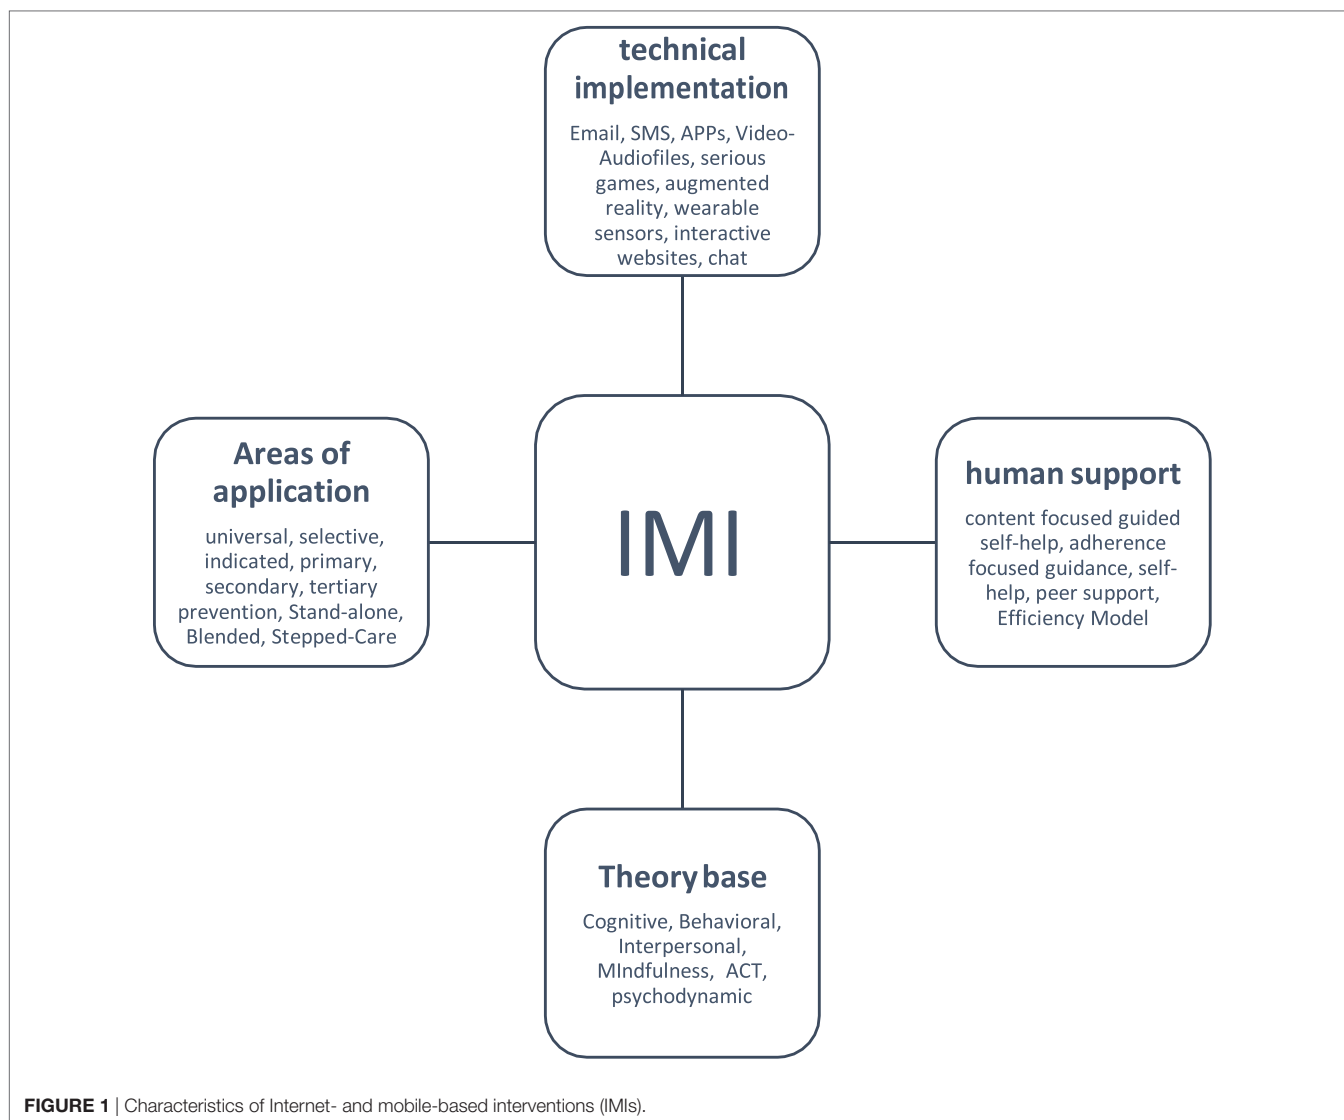 technical
implementation
Email, SMS, APPs, Video-
Audiofiles, serious
games, augmented
reality, wearable
sensors, interactive
websites, chat
Areas of
application
universal, selective,
indicated, primary,
secondary, tertiary
prevention, Stand-alone,
Blended, Stepped-Care
IMI
human support
content focused guided
self-help, adherence
focused guidance, self-
help, peer support,
Efficiency Model
Theory base
Cognitive, Behavioral,
Interpersonal,
MIndfulness, ACT,
psychodynamic
FIGURE 1 | Characteristics of Internet- and mobile-based interventions (IMIs).